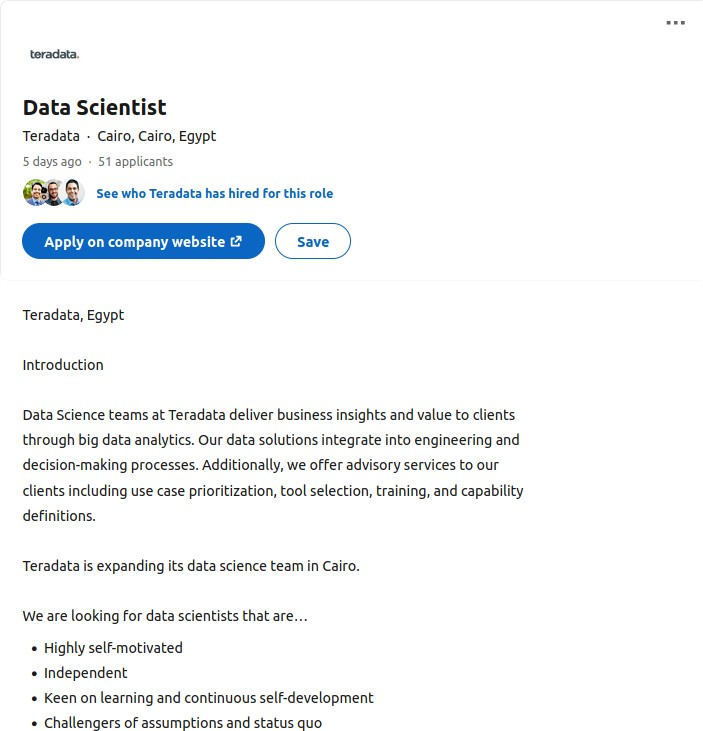 teradata.
Data Scientist
Teradata · Cairo, Cairo, Egypt
5 days ago · 51 applicants
See who Teradata has hired for this role
Apply on company website
Save
Teradata, Egypt
Introduction
Data Science teams at Teradata deliver business insights and value to clients
through big data analytics. Our data solutions integrate into engineering and
decision-making processes. Additionally, we offer advisory services to our
clients including use case prioritization, tool selection, training, and capability
definitions.
Teradata is expanding its data science team in Cairo.
We are looking for data scientists that are…
• Highly self-motivated
• Independent
• Keen on learning and continuous self-development
• Challengers of assumptions and status quo